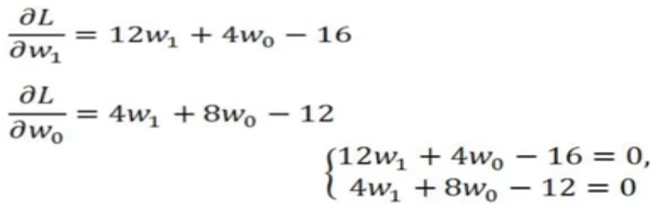 ∂L/∂w₁ = 12w₁ + 4w₀ − 16
∂L/∂w₀ = 4w₁ + 8w₀ − 12
{12w₁ + 4w₀ − 16 = 0,
4w₁ + 8w₀ − 12 = 0